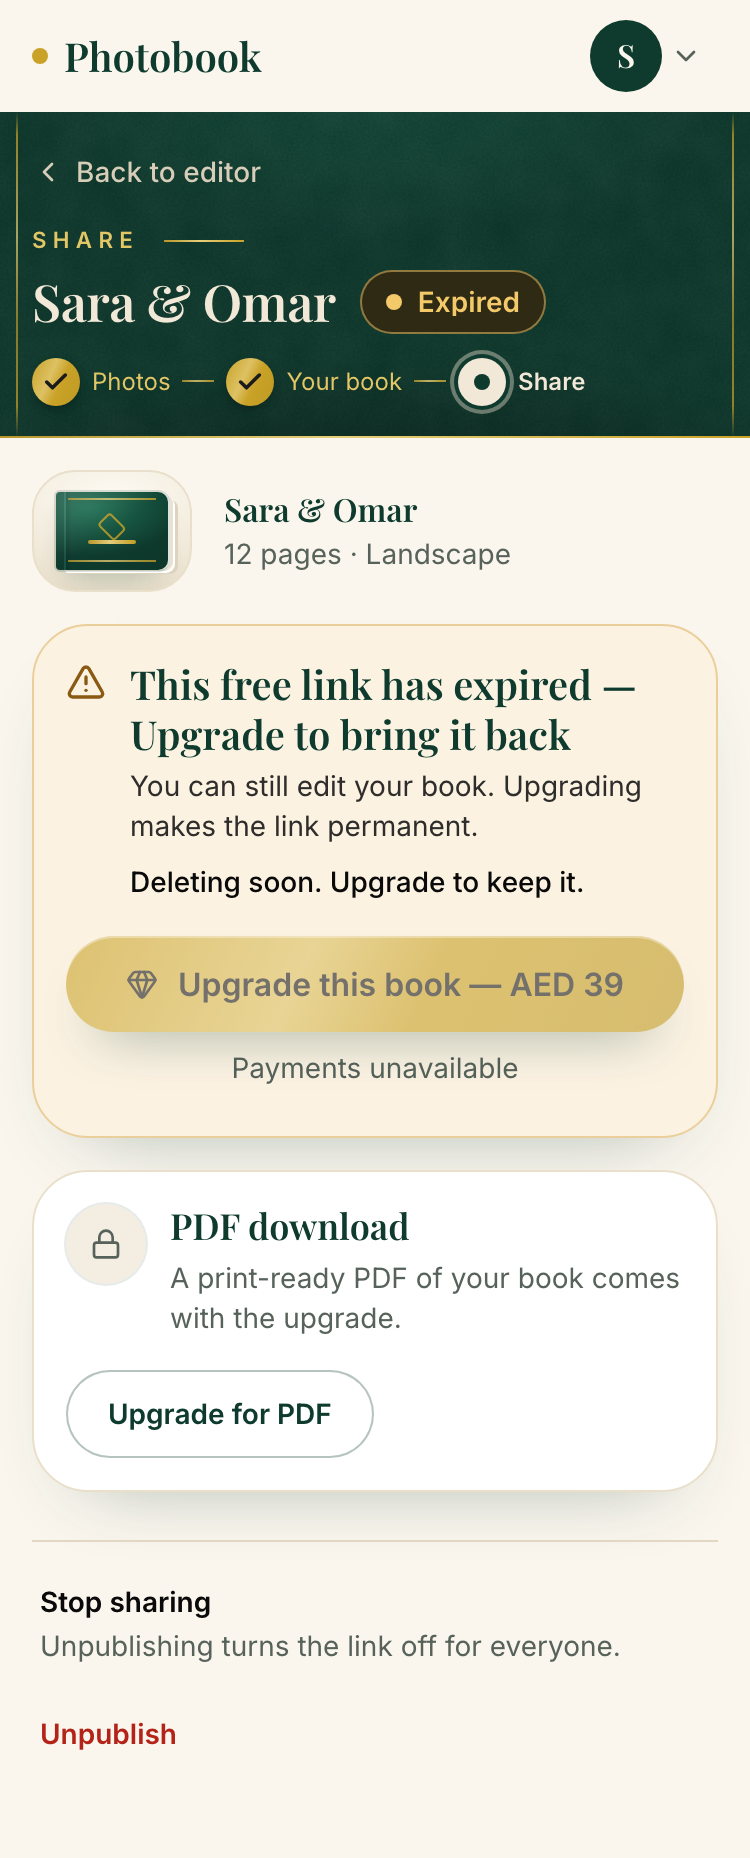 Photobook
S
Back to editor
SHARE
Sara & Omar
Expired
Photos
Your book
Share
Sara & Omar
12 pages · Landscape
This free link has expired —
Upgrade to bring it back
You can still edit your book. Upgrading
makes the link permanent.
Deleting soon. Upgrade to keep it.
Upgrade this book — AED 39
Payments unavailable
PDF download
A print-ready PDF of your book comes
with the upgrade.
Upgrade for PDF
Stop sharing
Unpublishing turns the link off for everyone.
Unpublish